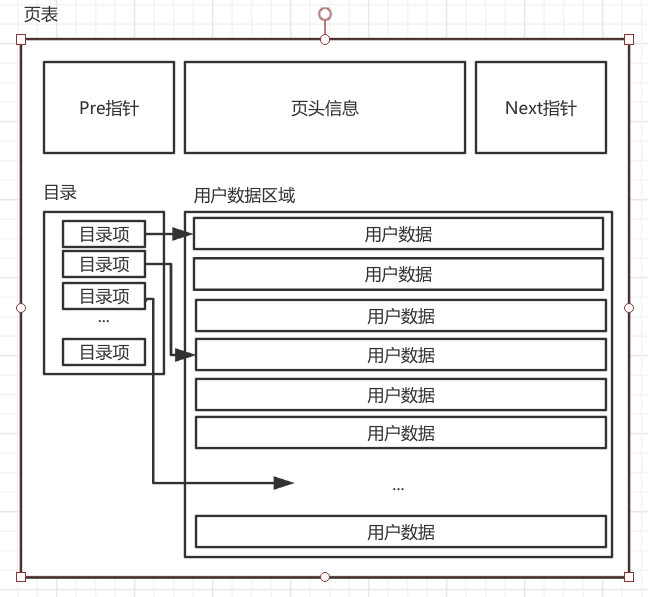 页表
Pre指针
页头信息
Next指针
目录
用户数据区域
目录项
目录项
目录项
...
目录项
用户数据
用户数据
用户数据
用户数据
用户数据
用户数据
...
用户数据